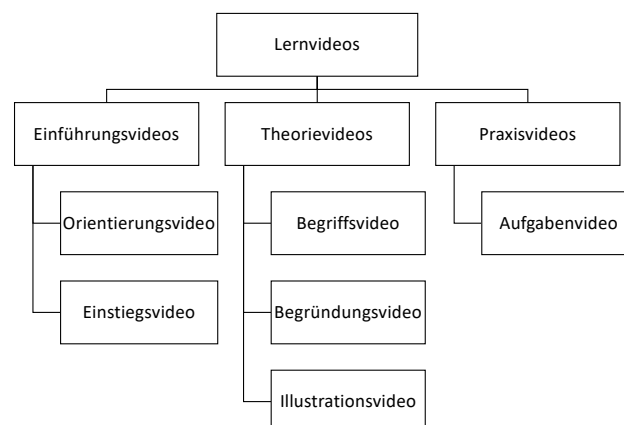 Lernvideos
Einführungsvideos
Theorievideos
Praxisvideos
Orientierungsvideo
Begriffsvideo
Aufgabenvideo
Einstiegsvideo
Begründungsvideo
Illustrationsvideo